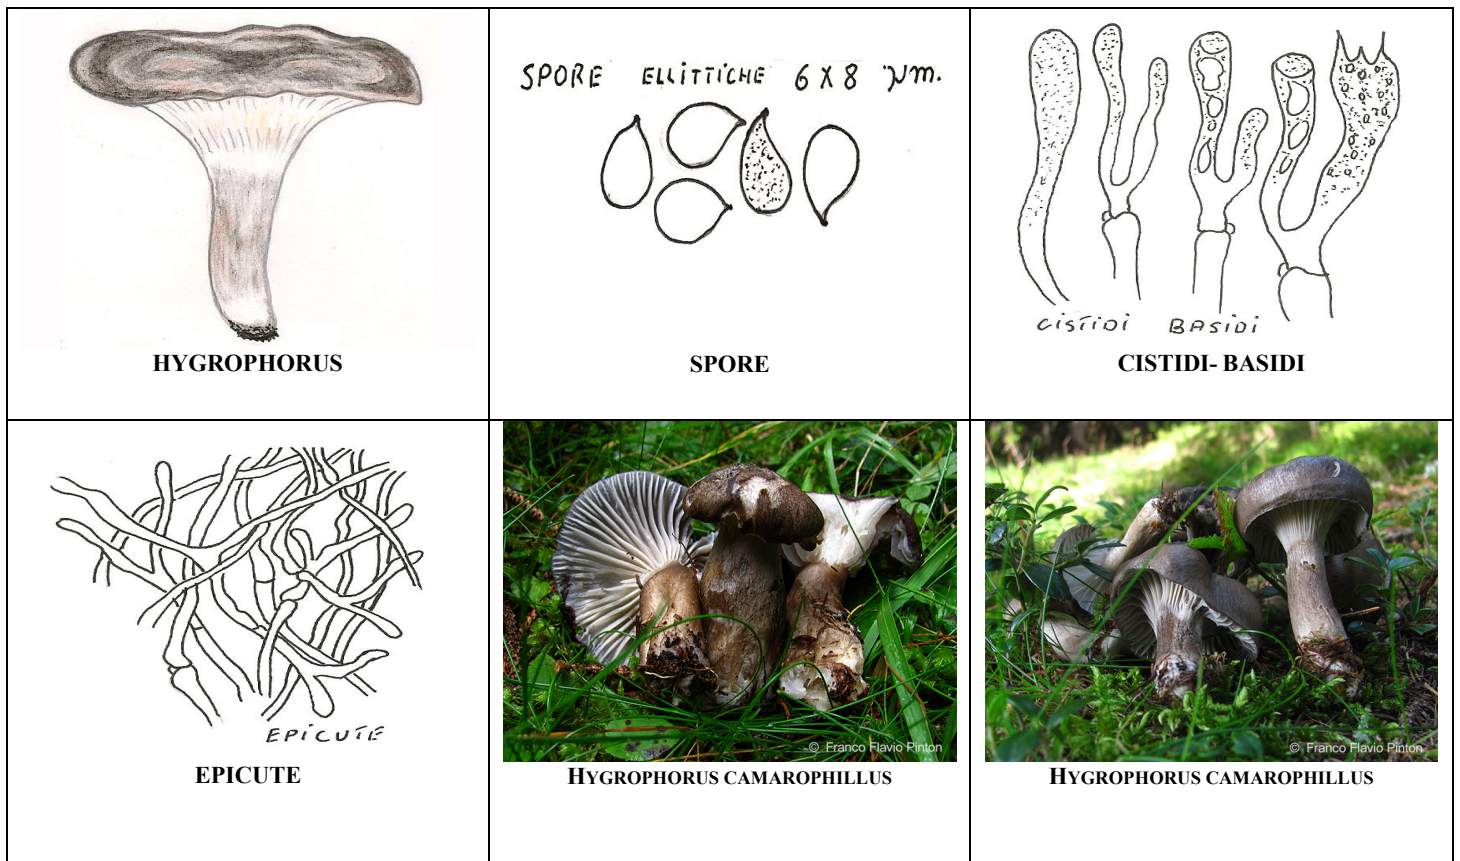 HYGROPHORUS
SPORE ELLITTICHE 6 X 8 µm.
SPORE
CISTIDI BASIDI
CISTIDI- BASIDI
EPICUTE
EPICUTE
© Franco Flavio Pinton
HYGROPHORUS CAMAROPHILLUS
© Franco Flavio Pinton
HYGROPHORUS CAMAROPHILLUS